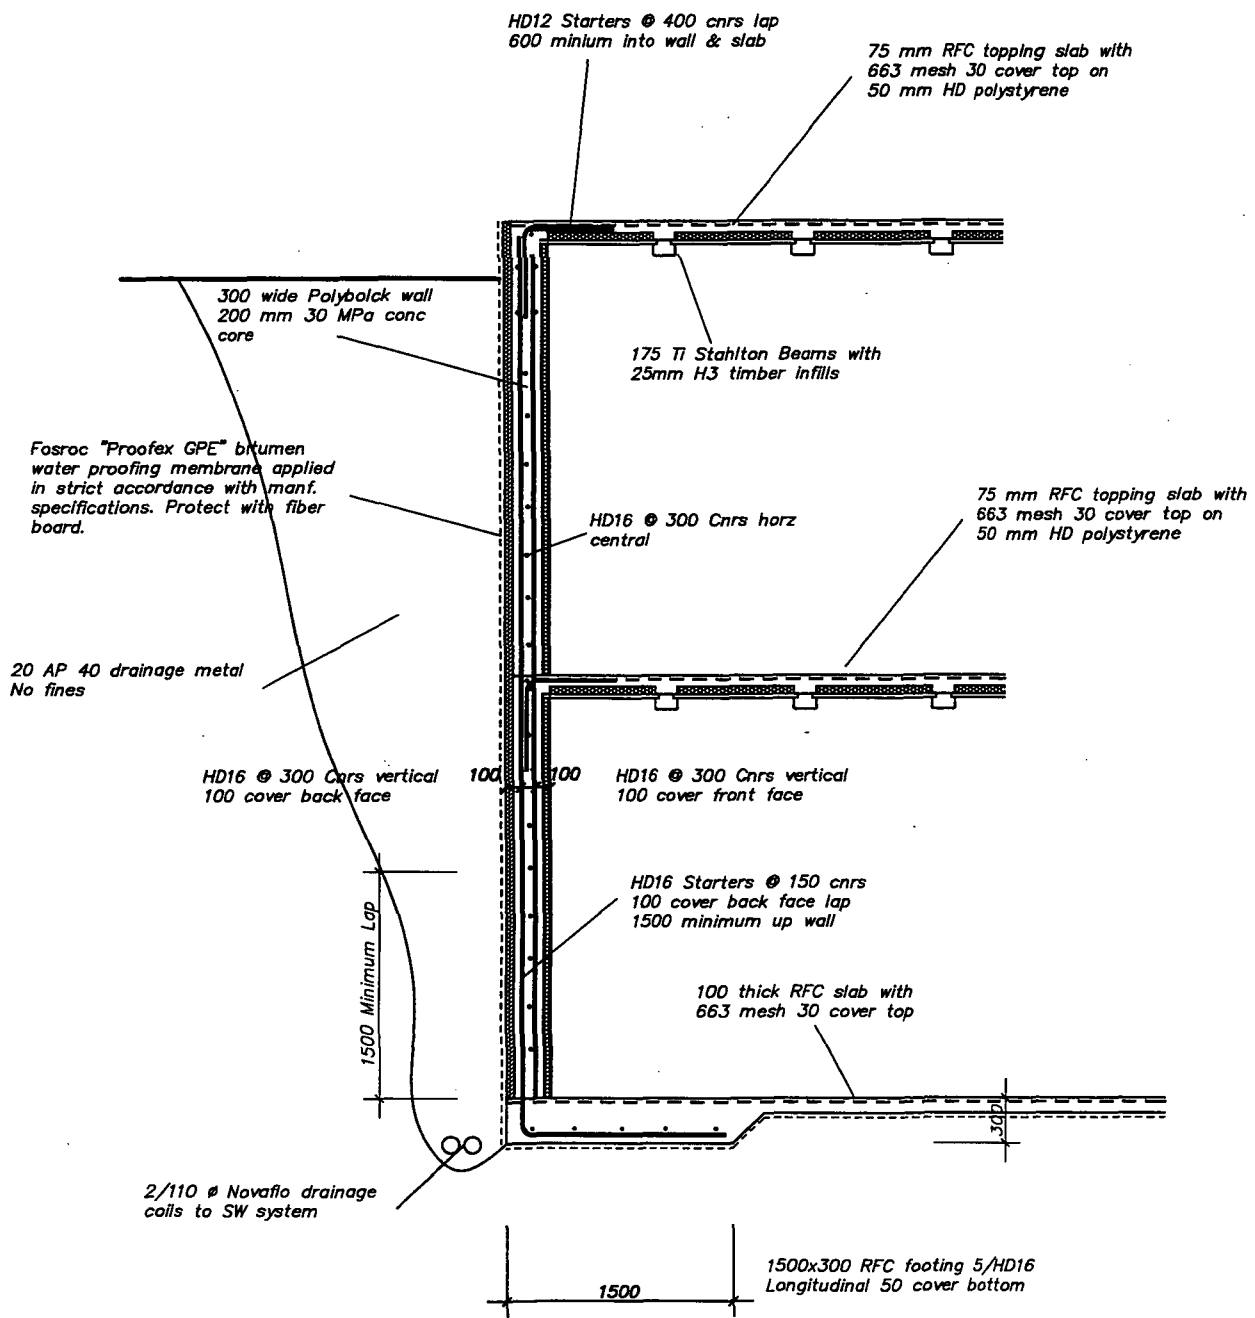 HD12 Starters @ 400 cnrs lap
600 minium into wall & slab
75 mm RFC topping slab with
663 mesh 30 cover top on
50 mm HD polystyrene
300 wide Polybolck wall
200 mm 30 MPa conc
core
175 Ti Stahlton Beams with
25mm H3 timber infills
Fosroc "Proofex GPE" bitumen
water proofing membrane applied
in strict accordance with manf.
specifications. Protect with fiber
board.
HD16 @ 300 Cnrs horz
central
75 mm RFC topping slab with
663 mesh 30 cover top on
50 mm HD polystyrene
20 AP 40 drainage metal
No fines
HD16 @ 300 Cnrs vertical
100 cover back face
100
100
HD16 @ 300 Cnrs vertical
100 cover front face
HD16 Starters @ 150 cnrs
100 cover back face lap
1500 minimum up wall
1500 Minimum Lap
100 thick RFC slab with
663 mesh 30 cover top
300
2/110 ø Novaflo drainage
coils to SW system
1500
1500x300 RFC footing 5/HD16
Longitudinal 50 cover bottom